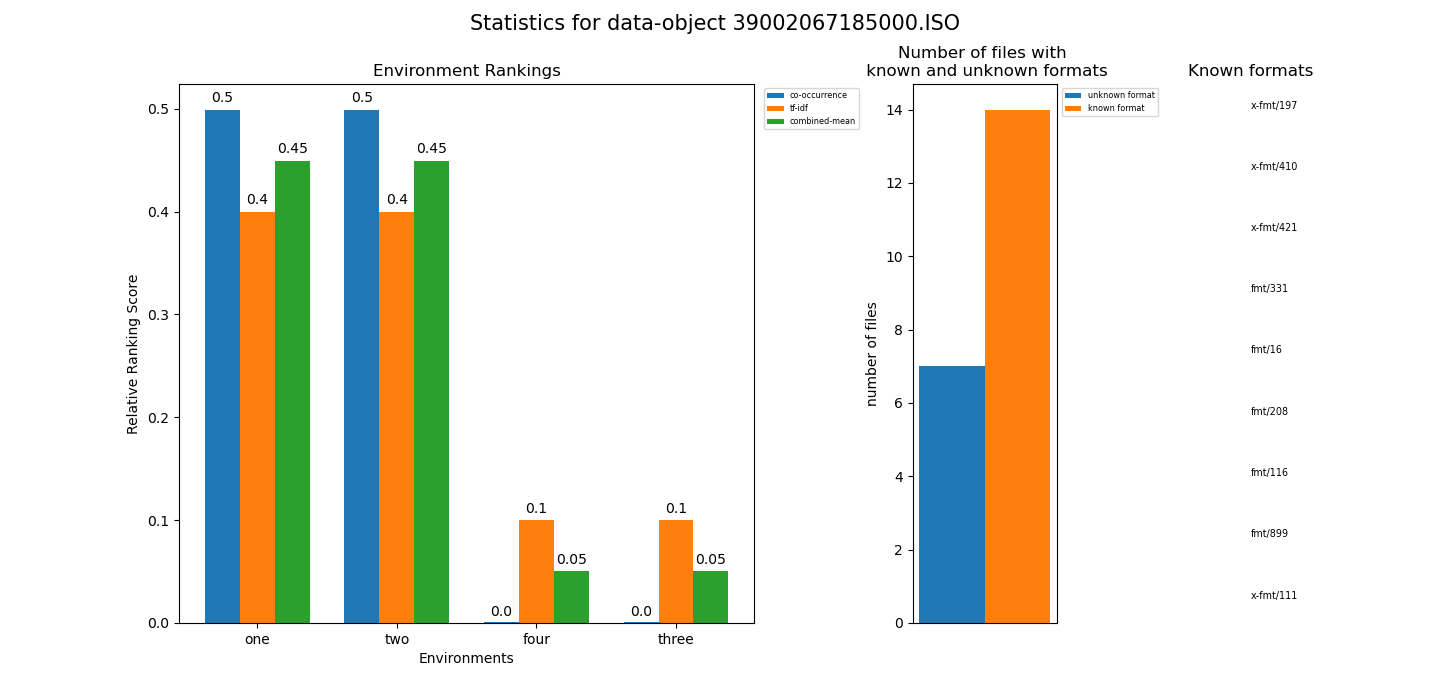 Statistics for data-object 39002067185000.ISO
Environment Rankings
0.5
0.4
0.3
0.2
0.1
0.0
Relative Ranking Score
0.5
0.4
0.45
0.5
0.4
0.45
0.0
0.1
0.05
0.0
0.1
0.05
one
two
four
three
Environments
co-occurrence
tf-idf
combined-mean
Number of files with
known and unknown formats
14
12
10
8
6
4
2
0
number of files
unknown format
known format
Known formats
x-fmt/197
x-fmt/410
x-fmt/421
fmt/331
fmt/16
fmt/208
fmt/116
fmt/899
x-fmt/111